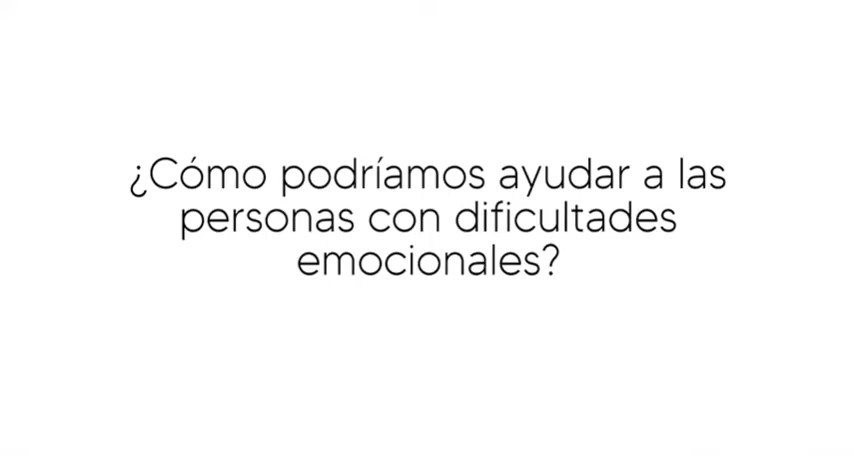 ¿Cómo podríamos ayudar a las
personas con dificultades
emocionales?